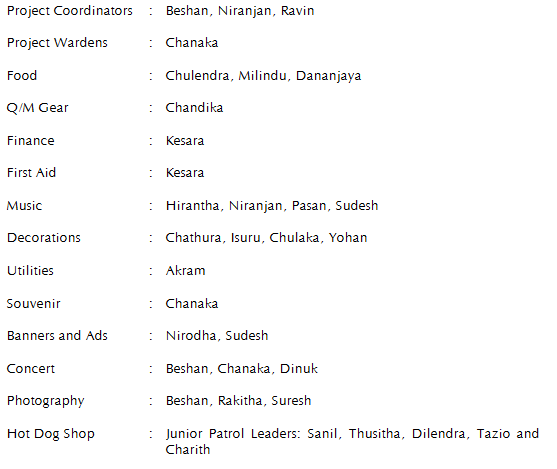 Project Coordinators : Beshan, Niranjan, Ravin
Project Wardens : Chanaka
Food : Chulendra, Milindu, Dananjaya
Q/M Gear : Chandika
Finance : Kesara
First Aid : Kesara
Music : Hirantha, Niranjan, Pasan, Sudesh
Decorations : Chathura, Isuru, Chulaka, Yohan
Utilities : Akram
Souvenir : Chanaka
Banners and Ads : Nirodha, Sudesh
Concert : Beshan, Chanaka, Dinuk
Photography : Beshan, Rakitha, Suresh
Hot Dog Shop : Junior Patrol Leaders: Sanil, Thusitha, Dilendra, Tazio and
Charith